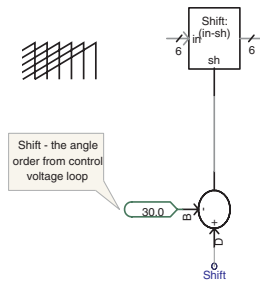 Shift:
(in-sh)
in
6
6
sh
Shift - the angle
order from control
voltage loop
30.0
B
-
+
D
Shift